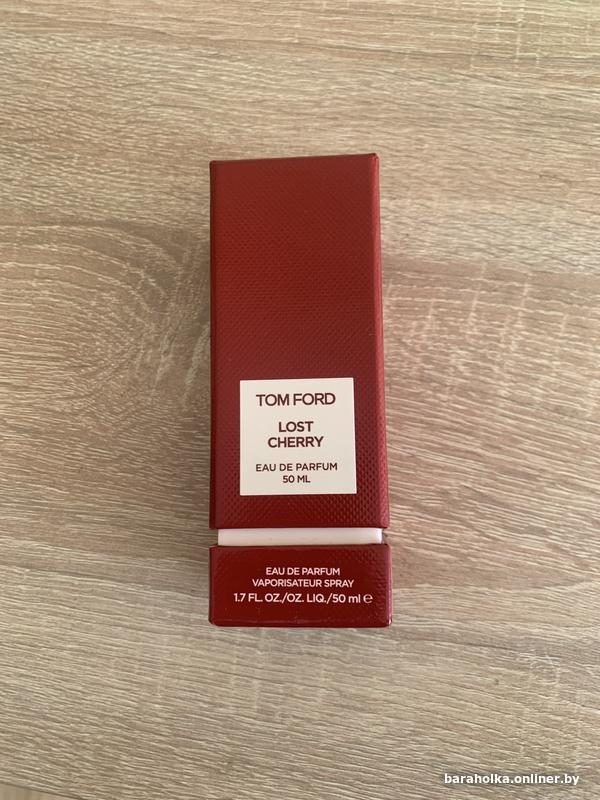 TOM FORD
LOST
CHERRY
EAU DE PARFUM
50 ML
EAU DE PARFUM
VAPORISATEUR SPRAY
1.7 FL. OZ./OZ. LIQ./50 ml ℮
baraholka.onliner.by